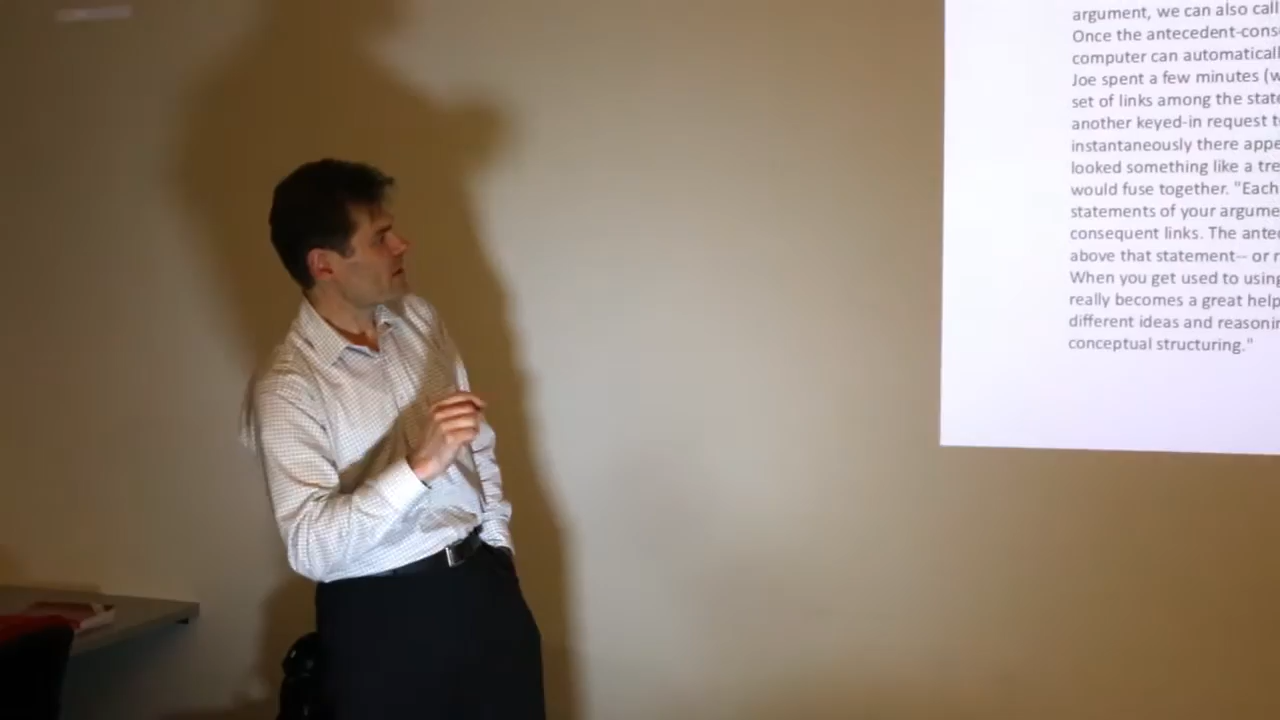 argument, we can also call
Once the antecedent-cons
computer can automaticall
Joe spent a few minutes (w
set of links among the state
another keyed-in request t
instantaneously there appe
looked something like a tre
would fuse together. "Each
statements of your argume
consequent links. The ante
above that statement-- or r
When you get used to using
really becomes a great help
different ideas and reasonin
conceptual structuring."